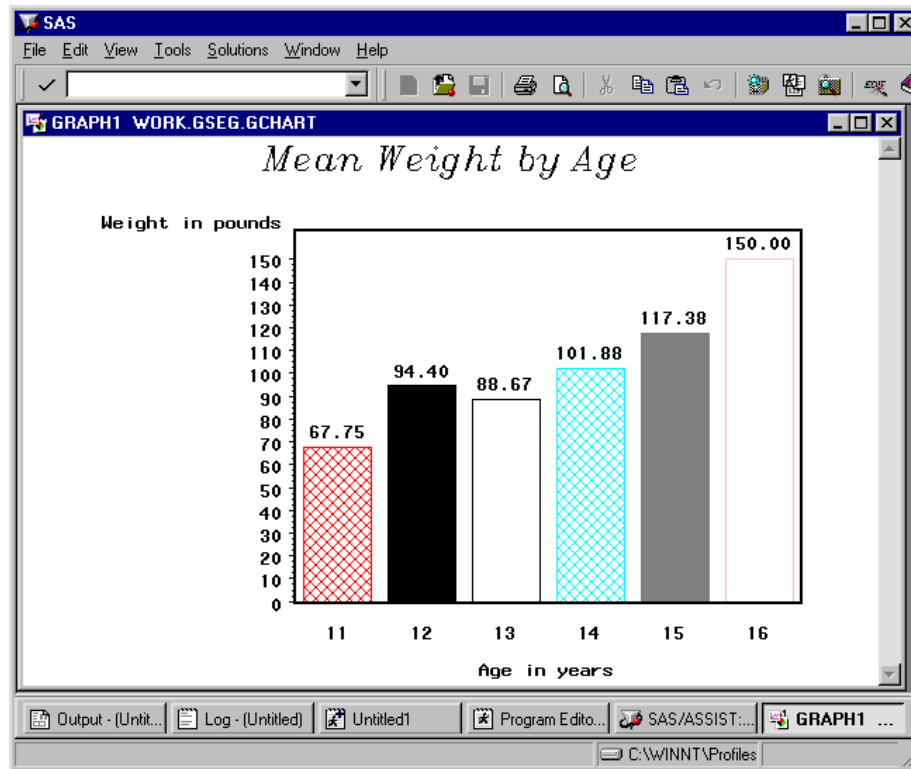 SAS
File Edit View Tools Solutions Window Help
GRAPH1 WORK.GSEG.GCHART
Mean Weight by Age
Weight in pounds
150.00
150
140
130
117.38
120
110
101.88
100
94.40
90
88.67
80
70
67.75
60
50
40
30
20
10
0
11 12 13 14 15 16
Age in years
Output - (Untit... Log - (Untitled) Untitled1 Program Edito... SAS/ASSIST:... GRAPH1 ...
C:\WINNT\Profiles